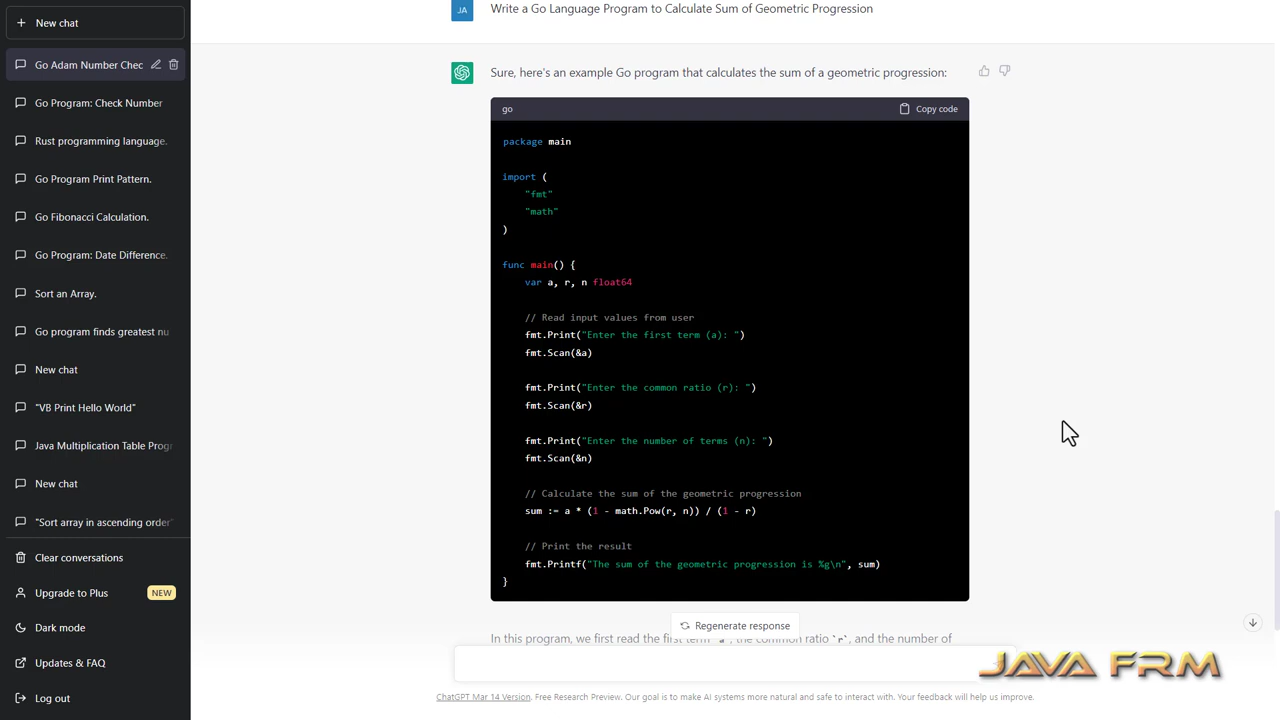 New chat
Go Adam Number Chec
Go Program: Check Number
Rust programming language.
Go Program Print Pattern.
Go Fibonacci Calculation.
Go Program: Date Difference.
Sort an Array.
Go program finds greatest nu
New chat
"VB Print Hello World"
Java Multiplication Table Progr
New chat
"Sort array in ascending order"
Clear conversations
Upgrade to Plus NEW
Dark mode
Updates & FAQ
Log out
JA Write a Go Language Program to Calculate Sum of Geometric Progression
Sure, here's an example Go program that calculates the sum of a geometric progression:
go Copy code
package main
import (
"fmt"
"math"
)
func main() {
var a, r, n float64
// Read input values from user
fmt.Print("Enter the first term (a): ")
fmt.Scan(&a)
fmt.Print("Enter the common ratio (r): ")
fmt.Scan(&r)
fmt.Print("Enter the number of terms (n): ")
fmt.Scan(&n)
// Calculate the sum of the geometric progression
sum := a * (1 - math.Pow(r, n)) / (1 - r)
// Print the result
fmt.Printf("The sum of the geometric progression is %g\n", sum)
}
Regenerate response
In this program, we first read the first term `a`, the common ratio `r`, and the number of
JAVA FRM
ChatGPT Mar 14 Version. Free Research Preview. Our goal is to make AI systems more natural and safe to interact with. Your feedback will help us improve.